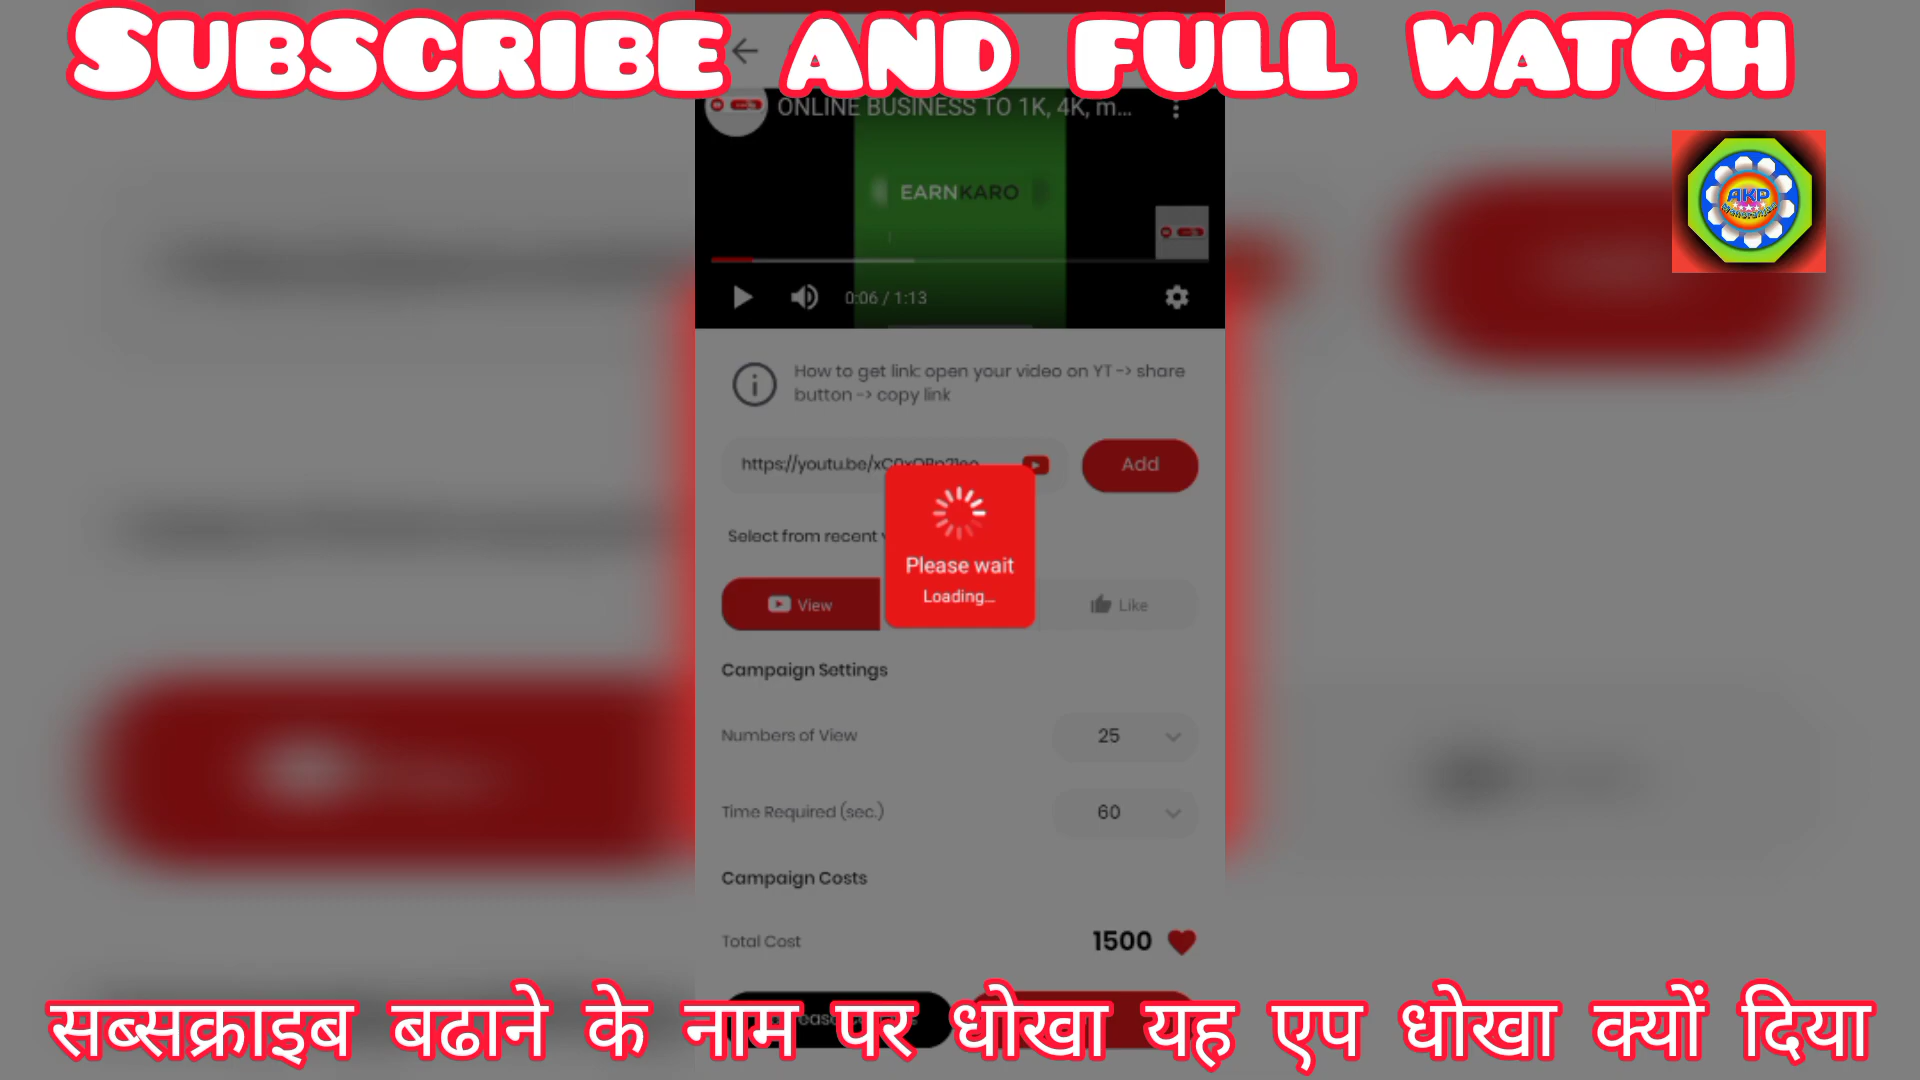 SUBSCRIBE AND FULL WATCH
ONLINE BUSINESS TO 1K, 4K, m...
AKP
EARNKARO
0:06 / 1:13
How to get link: open your video on YT -> share
button -> copy link
Add
Select from recent
Please wait
Loading...
View
Like
Campaign Settings
Numbers of View 25
Time Required (sec.) 60
Campaign Costs
Total Cost 1500
सब्सक्राइब बढाने के नाम पर धोखा यह एप धोखा क्यों दिया